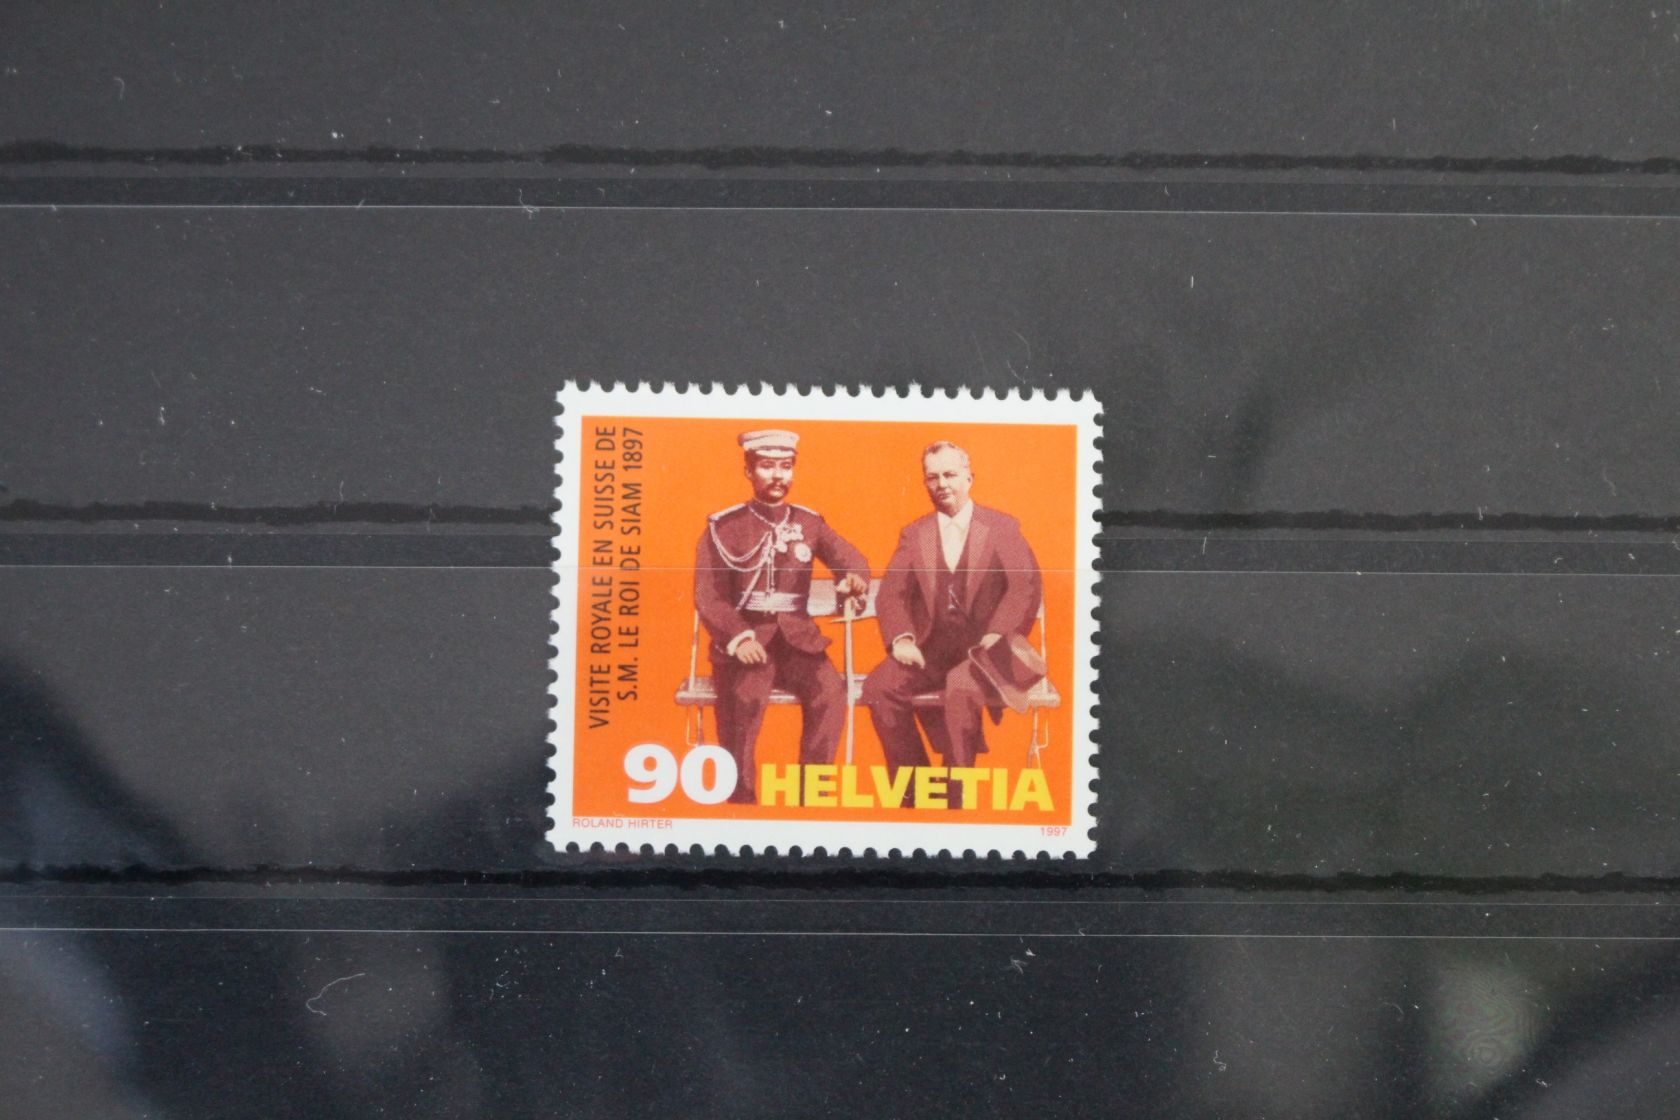 VISITE ROYALE EN SUISSE DE
S.M. LE ROI DE SIAM 1897
90 HELVETIA
ROLAND HIRTER 1997